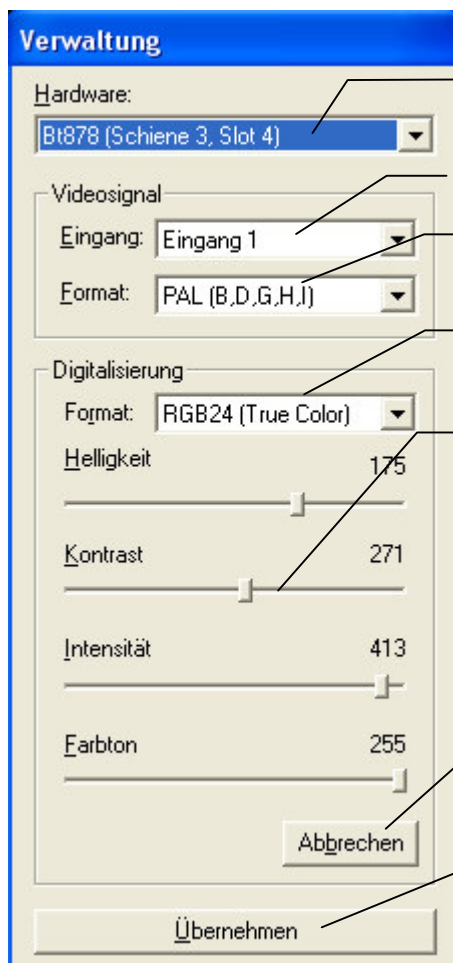 Verwaltung
Hardware:
Bt878 (Schiene 3, Slot 4)
Videosignal
Eingang: Eingang 1
Format: PAL (B,D,G,H,I)
Digitalisierung
Format: RGB24 (True Color)
Helligkeit 175
Kontrast 271
Intensität 413
Farbton 255
Abbrechen
Übernehmen